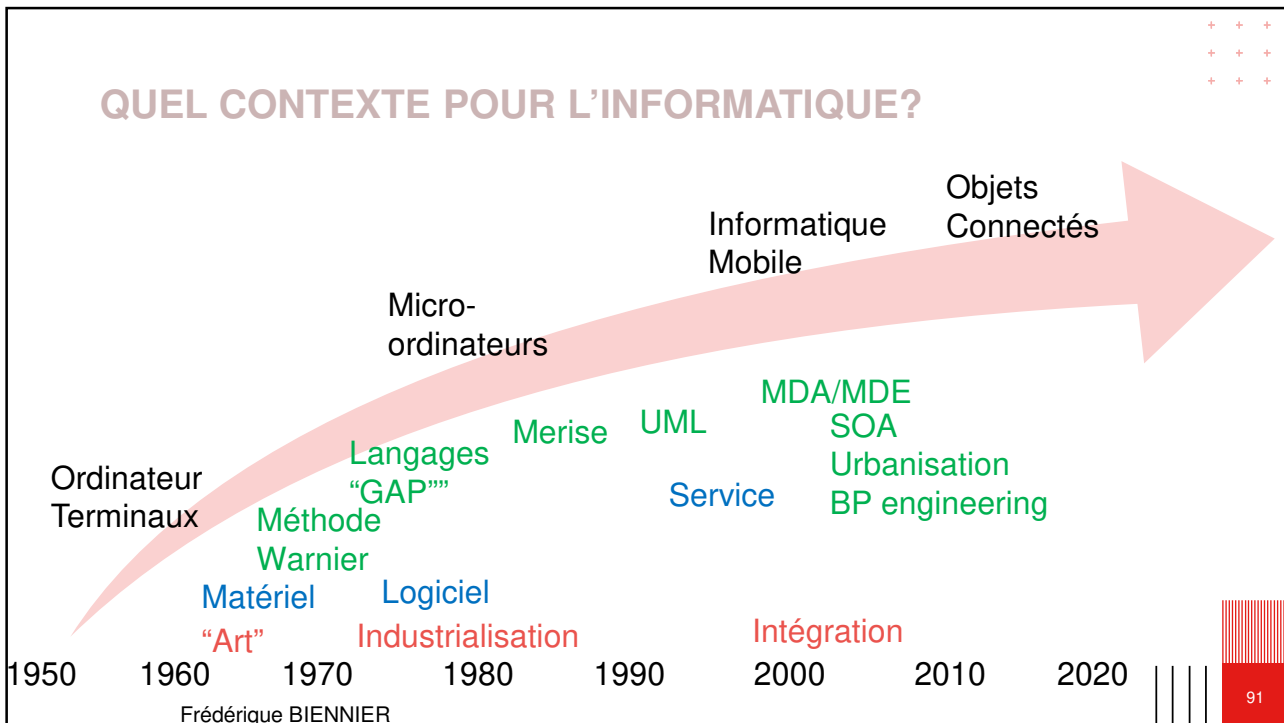 QUEL CONTEXTE POUR L’INFORMATIQUE?
Objets
Connectés
Informatique
Mobile
Micro-
ordinateurs
Ordinateur
Terminaux
MDA/MDE
SOA
Urbanisation
BP engineering
UML
Merise
Langages
“GAP””
Méthode
Warnier
Service
Matériel
Logiciel
“Art”
Industrialisation
Intégration
1950 1960 1970 1980 1990 2000 2010 2020
Frédérique BIENNIER
91